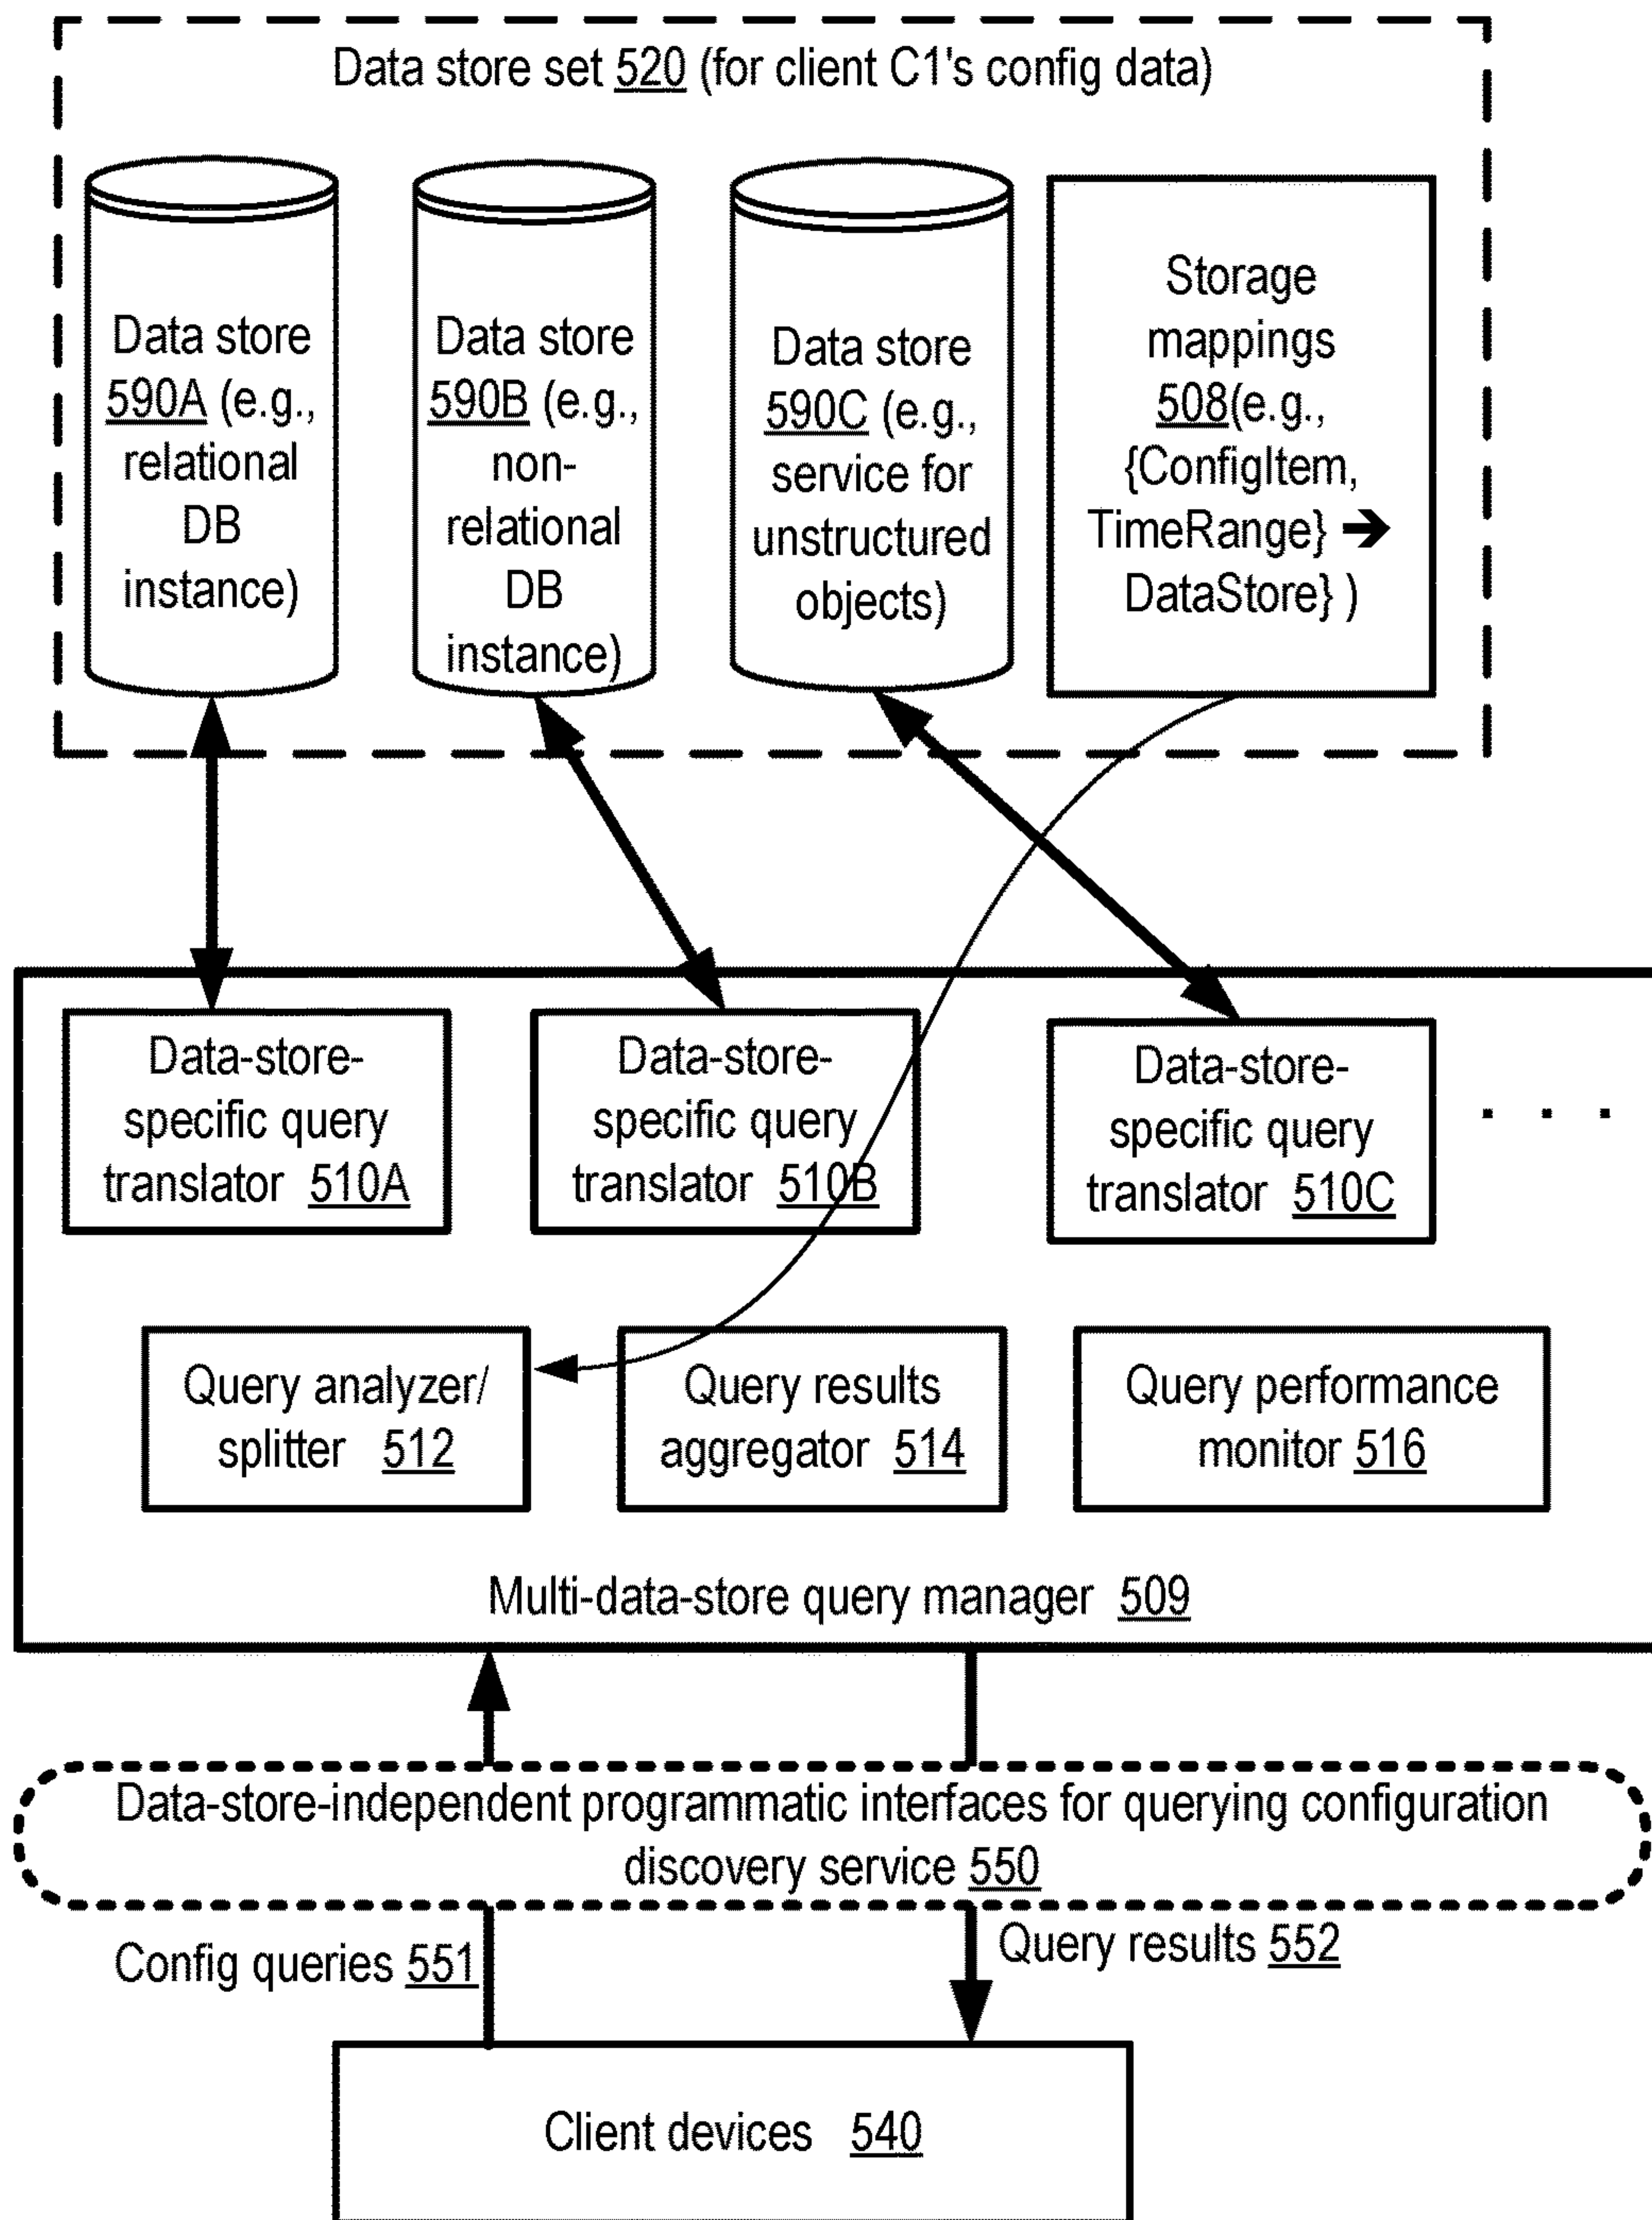 Data store set 520 (for client C1's config data)
Data store
590A (e.g.,
relational
DB
instance)
Data store
590B (e.g.,
non-
relational
DB
instance)
Data store
590C (e.g.,
service for
unstructured
objects)
Storage
mappings
508(e.g.,
{ConfigItem,
TimeRange} ➔
DataStore} )
Data-store-
specific query
translator 510A
Data-store-
specific query
translator 510B
Data-store-
specific query
translator 510C
. . .
Query analyzer/
splitter 512
Query results
aggregator 514
Query performance
monitor 516
Multi-data-store query manager 509
Data-store-independent programmatic interfaces for querying configuration
discovery service 550
Config queries 551
Query results 552
Client devices 540